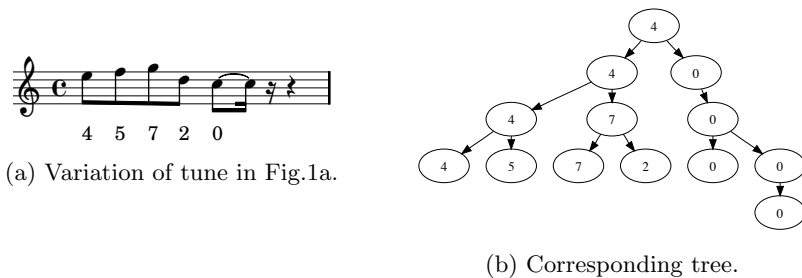 4 5 7 2 0
(a) Variation of tune in Fig.1a.
4
4 0
4 7 0
4 5 7 2 0 0
0
(b) Corresponding tree.